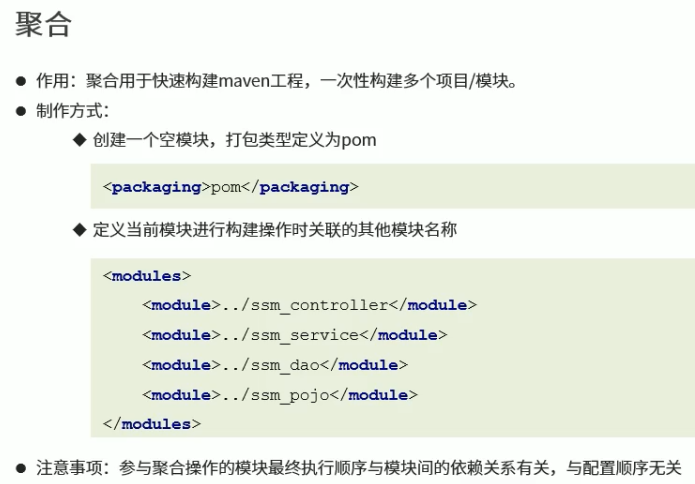 聚合
● 作用：聚合用于快速构建maven工程，一次性构建多个项目/模块。
● 制作方式：
◆ 创建一个空模块，打包类型定义为pom
<packaging>pom</packaging>
◆ 定义当前模块进行构建操作时关联的其他模块名称
<modules>
<module>../ssm_controller</module>
<module>../ssm_service</module>
<module>../ssm_dao</module>
<module>../ssm_pojo</module>
</modules>
● 注意事项：参与聚合操作的模块最终执行顺序与模块间的依赖关系有关，与配置顺序无关